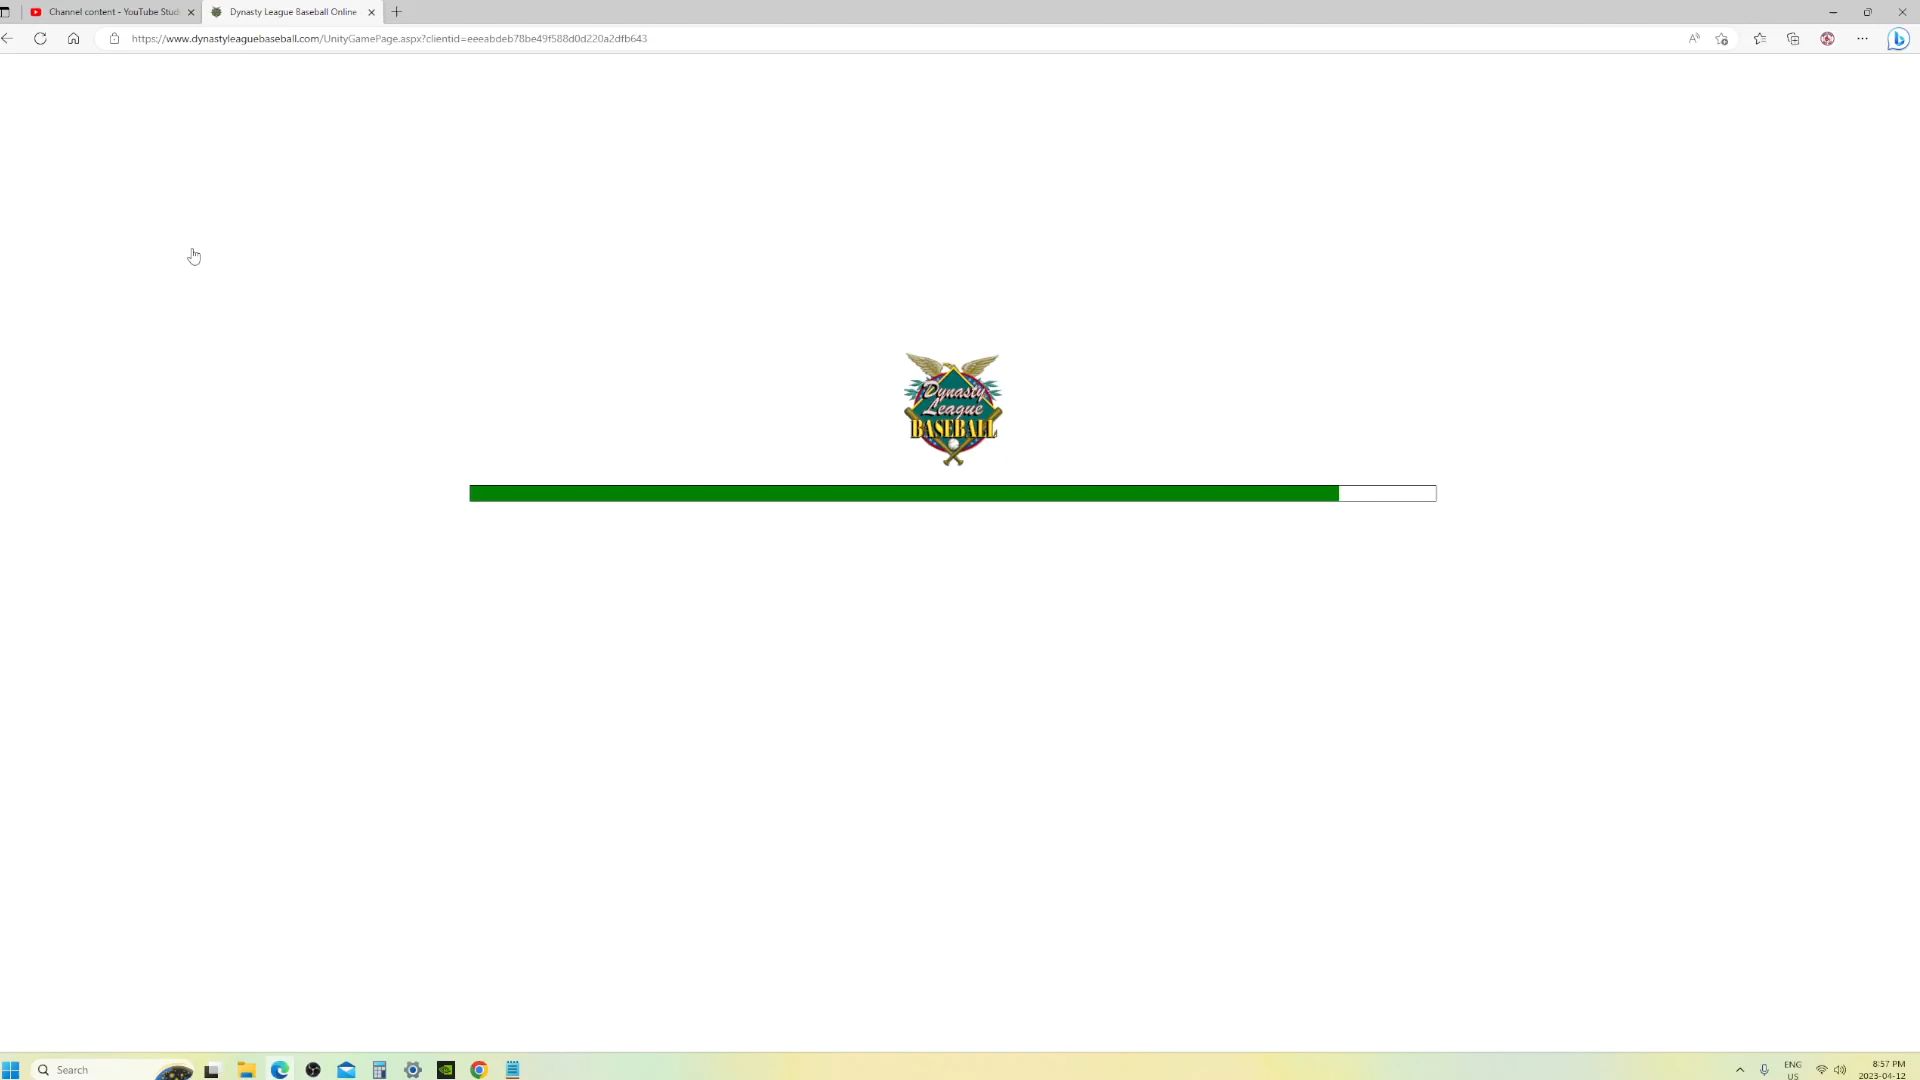 Channel content - YouTube Stud
Dynasty League Baseball Online
https://www.dynastyleaguebaseball.com/UnityGamePage.aspx?clientid=eeeabdeb78be49f588d0d220a2dfb643
Dynasty
League
BASEBALL
Search
ENG
US
8:57 PM
2023-04-12